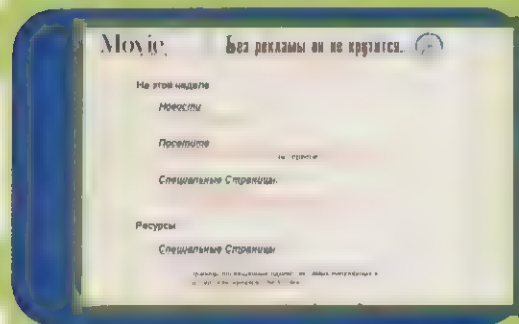 Movie
Без рекламы он не крутится.
На этой неделе
Новости
Посетите
Специальные Страницы.
Ресурсы
Специальные Страницы